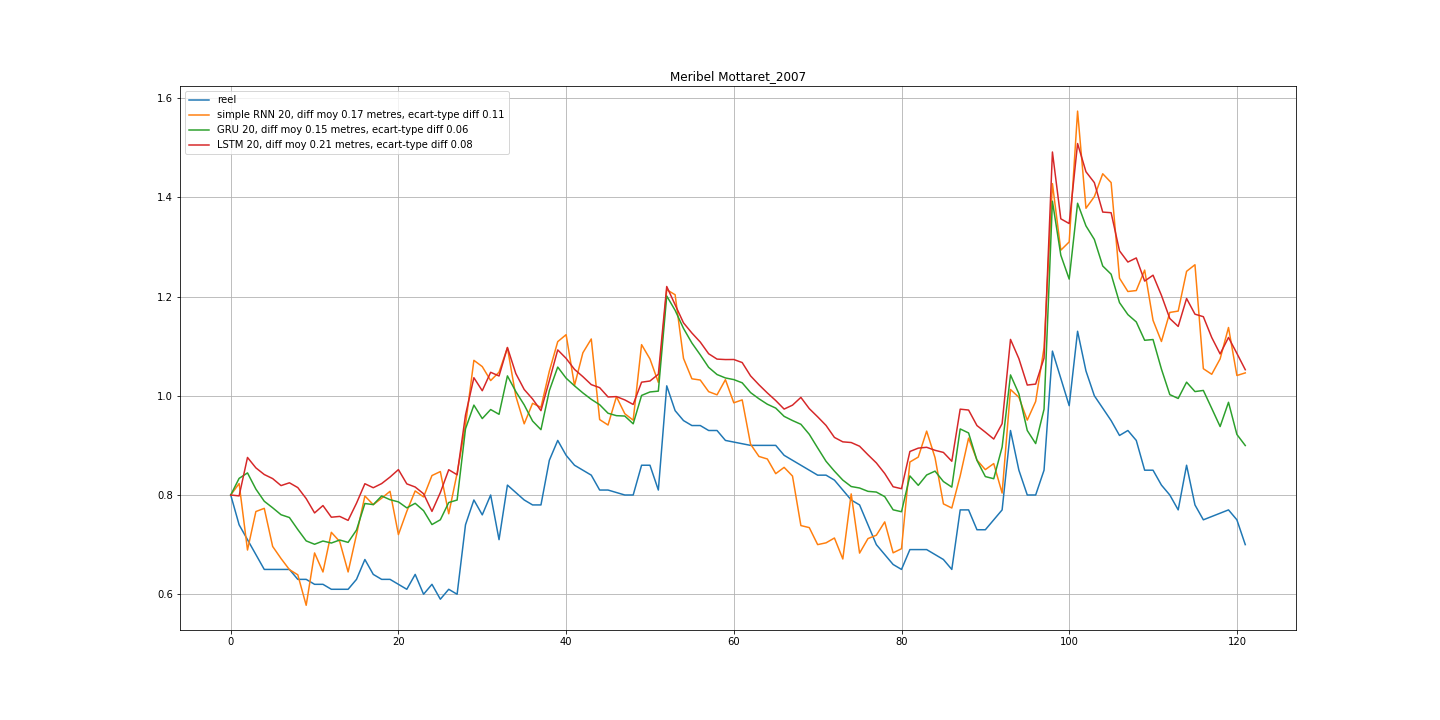 Meribel Mottaret_2007
reel
simple RNN 20, diff moy 0.17 metres, ecart-type diff 0.11
GRU 20, diff moy 0.15 metres, ecart-type diff 0.06
LSTM 20, diff moy 0.21 metres, ecart-type diff 0.08
1.6
1.4
1.2
1.0
0.8
0.6
0 20 40 60 80 100 120